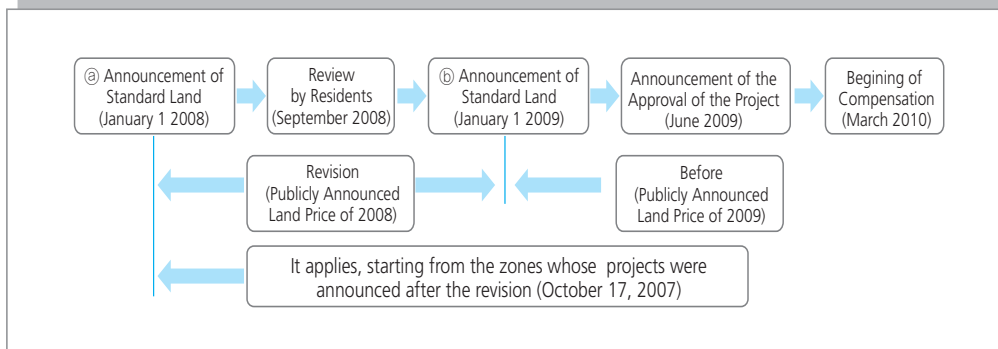 ⓐ Announcement of
Standard Land
(January 1 2008)
Review
by Residents
(September 2008)
ⓑ Announcement of
Standard Land
(January 1 2009)
Announcement of the
Approval of the Project
(June 2009)
Begining of
Compensation
(March 2010)
Revision
(Publicly Announced
Land Price of 2008)
Before
(Publicly Announced
Land Price of 2009)
It applies, starting from the zones whose projects were
announced after the revision (October 17, 2007)